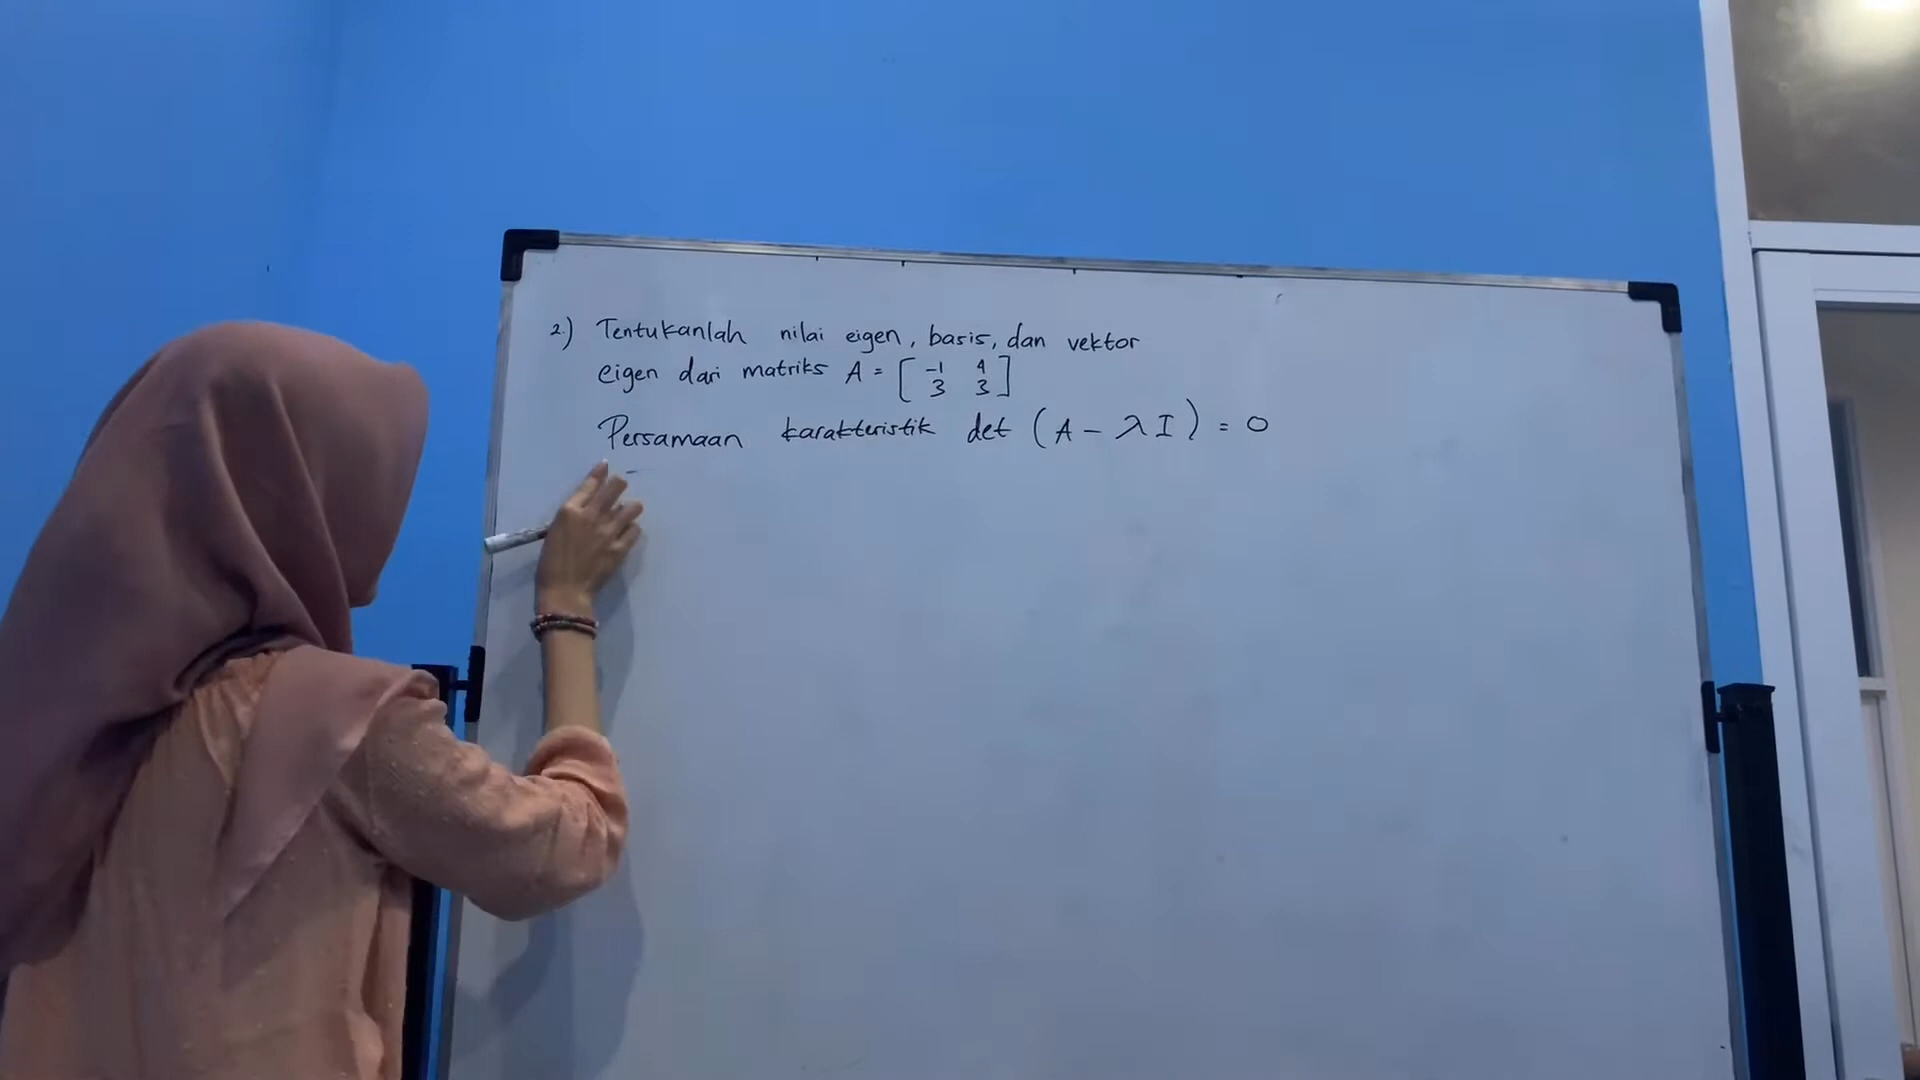 2.) Tentukanlah nilai eigen, basis, dan vektor
eigen dari matriks A = [ -1 4
3 3 ]
Persamaan karakteristik det (A - λI) = 0